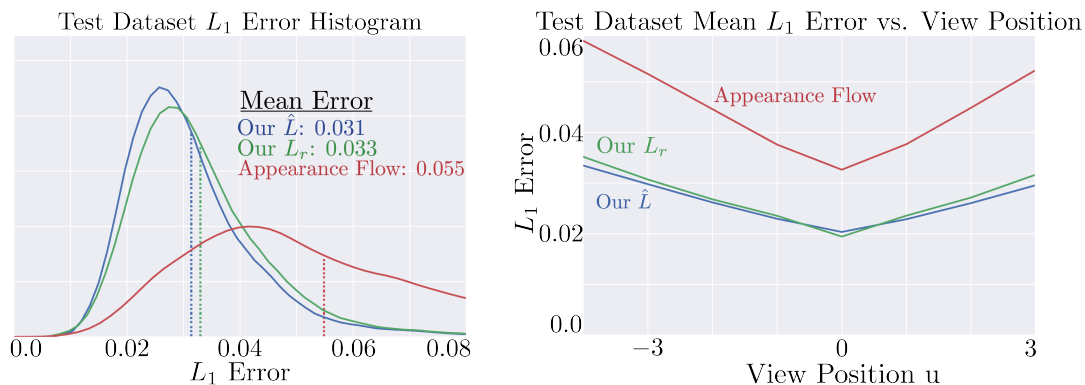 Test Dataset L₁ Error Histogram
Mean Error
Our L̂: 0.031
Our Lᵣ: 0.033
Appearance Flow: 0.055
0.0 0.02 0.04 0.06 0.08
L₁ Error
Test Dataset Mean L₁ Error vs. View Position
0.06
Appearance Flow
0.04
Our Lᵣ
Our L̂
L₁ Error
0.02
0.0
−3 0 3
View Position u